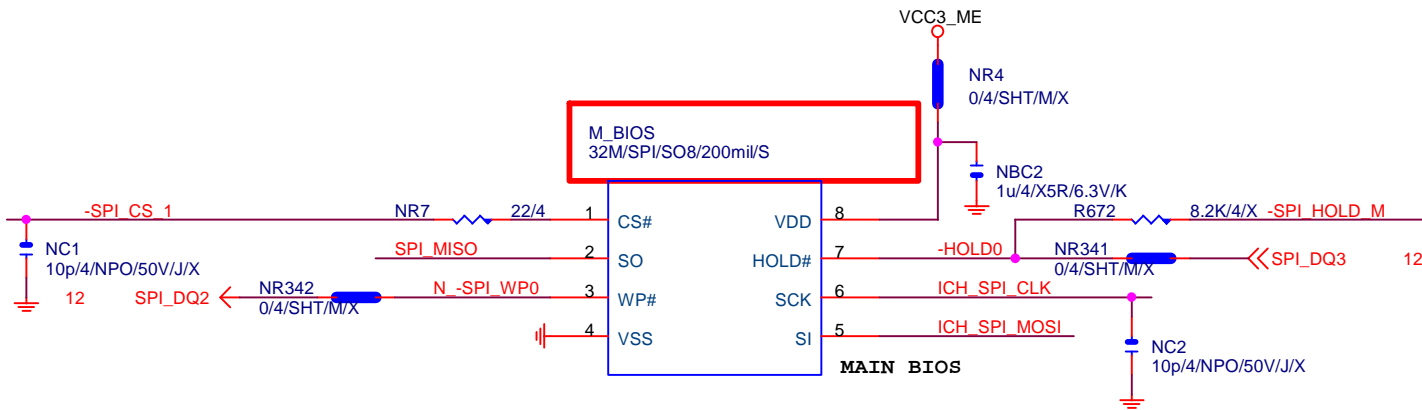 VCC3_ME
NR4
0/4/SHT/M/X
M_BIOS
32M/SPI/SO8/200mil/S
NBC2
1u/4/X5R/6.3V/K
-SPI_CS_1
NR7
22/4
1
CS#
VDD
8
R672
8.2K/4/X
-SPI_HOLD_M
NC1
10p/4/NPO/50V/J/X
SPI_MISO
2
SO
HOLD#
7
-HOLD0
NR341
0/4/SHT/M/X
SPI_DQ3
12
12
SPI_DQ2
NR342
0/4/SHT/M/X
N_-SPI_WP0
3
WP#
SCK
6
ICH_SPI_CLK
4
VSS
SI
5
ICH_SPI_MOSI
MAIN BIOS
NC2
10p/4/NPO/50V/J/X